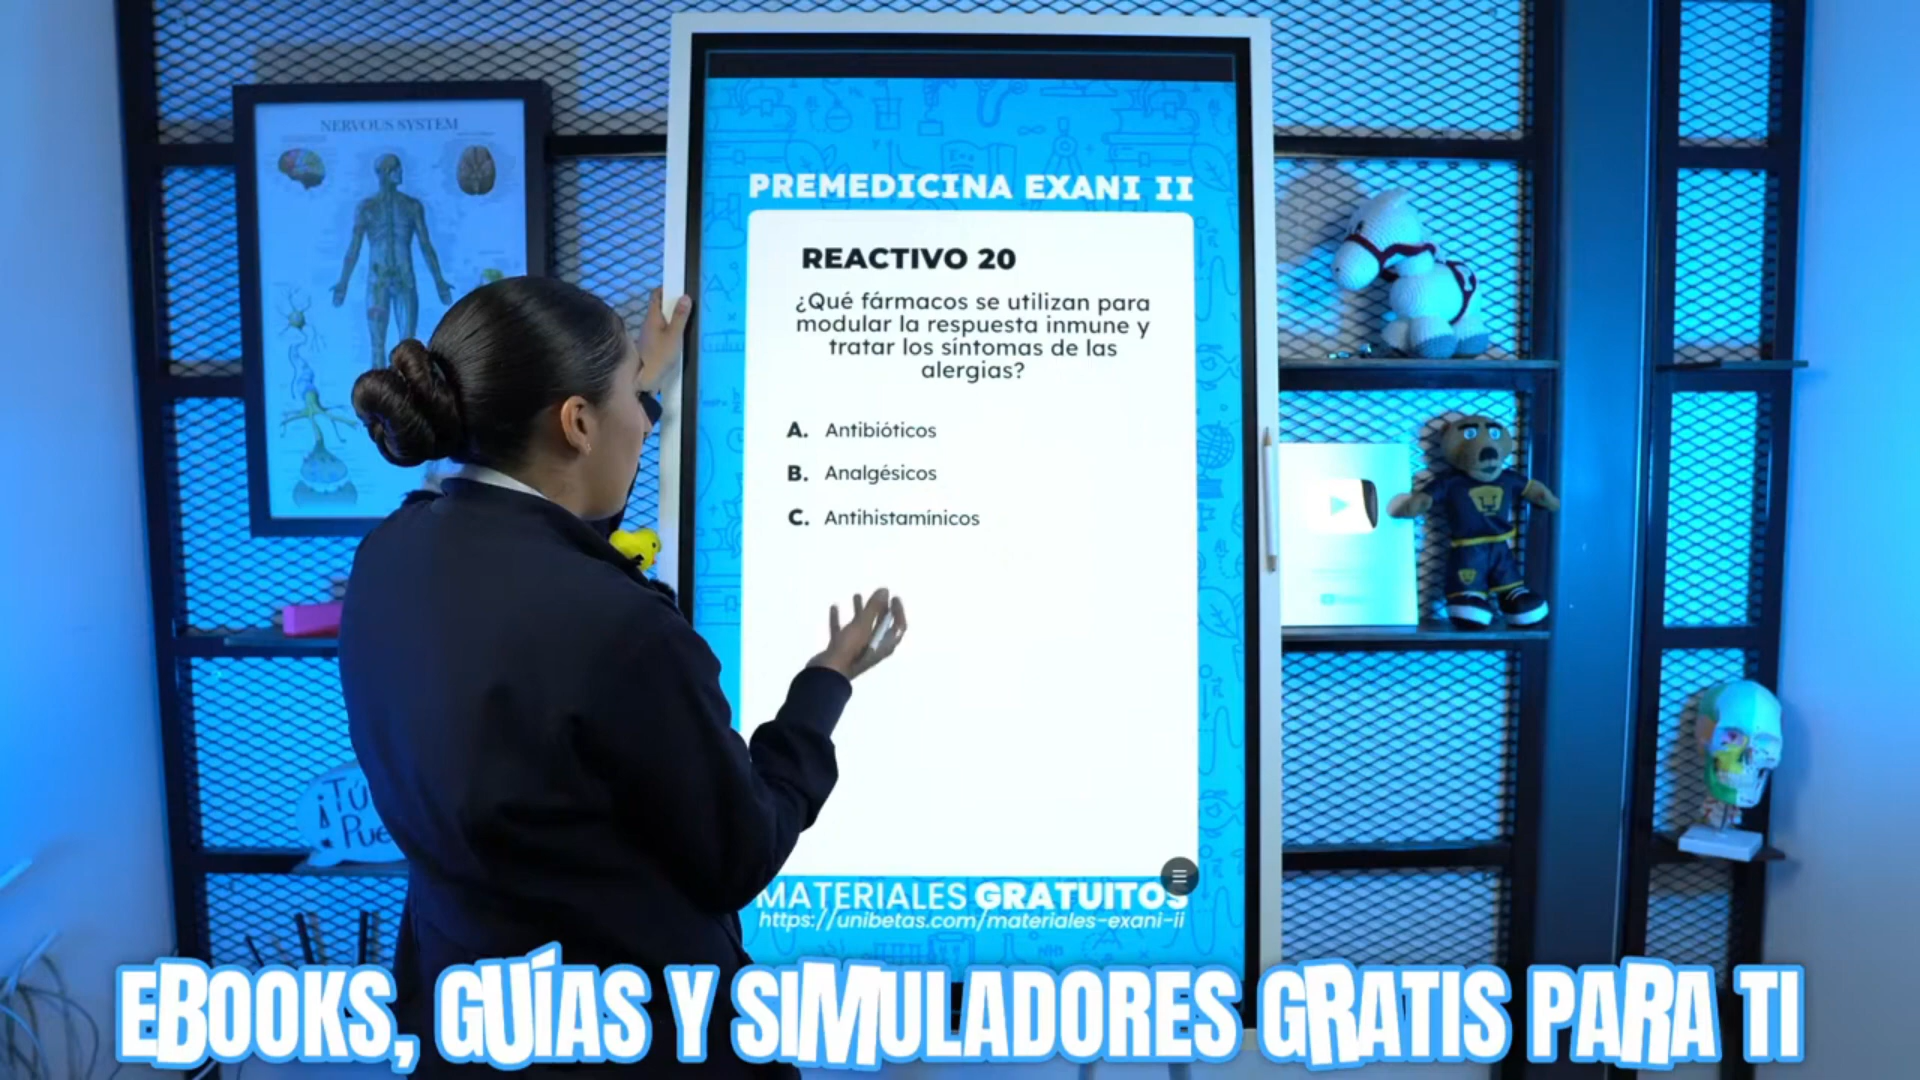 NERVOUS SYSTEM
PREMEDICINA EXANI II
REACTIVO 20
¿Qué fármacos se utilizan para
modular la respuesta inmune y
tratar los síntomas de las
alergias?
A. Antibióticos
B. Analgésicos
C. Antihistamínicos
¡Tú
Pue
MATERIALES GRATUITOS
https://unibetas.com/materiales-exani-ii
EBOOKS, GUÍAS Y SIMULADORES GRATIS PARA TI